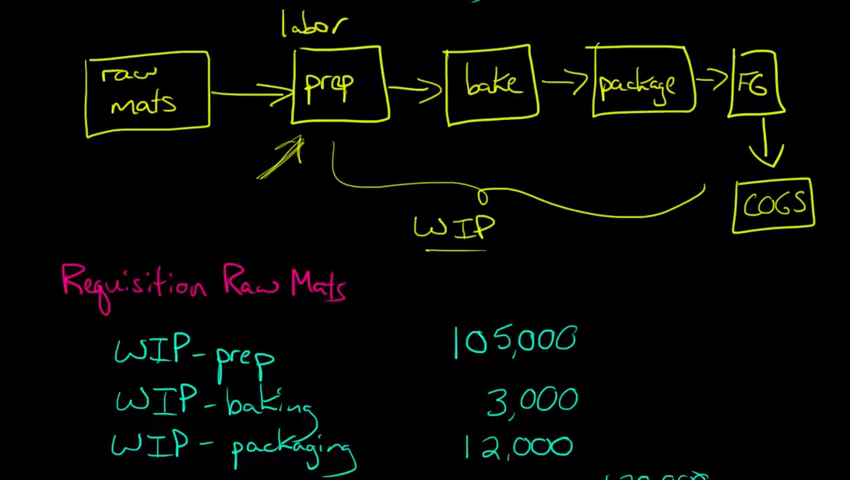 labor
raw mats
prep
bake
package
FG
COGS
WIP
Requisition Raw Mats
WIP-prep 105,000
WIP-baking 3,000
WIP-packaging 12,000